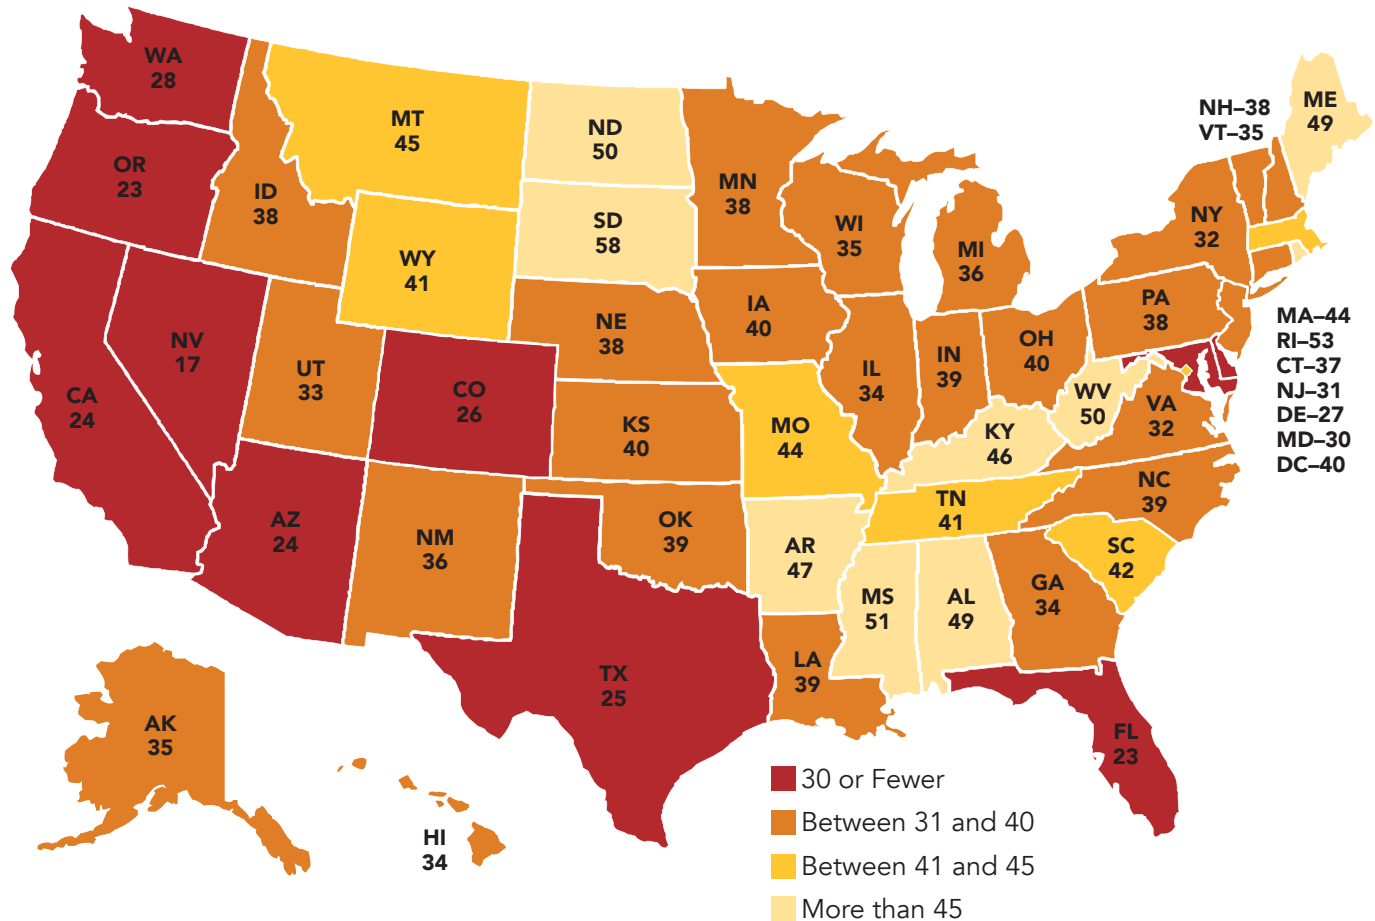 WA
28
OR
23
CA
24
NV
17
ID
38
MT
45
WY
41
UT
33
AZ
24
CO
26
NM
36
ND
50
SD
58
NE
38
KS
40
OK
39
TX
25
MN
38
IA
40
MO
44
AR
47
LA
39
WI
35
IL
34
MI
36
IN
39
OH
40
KY
46
TN
41
MS
51
AL
49
GA
34
FL
23
SC
42
NC
39
VA
32
WV
50
PA
38
NY
32
ME
49
NH–38
VT–35
MA–44
RI–53
CT–37
NJ–31
DE–27
MD–30
DC–40
AK
35
HI
34
30 or Fewer
Between 31 and 40
Between 41 and 45
More than 45